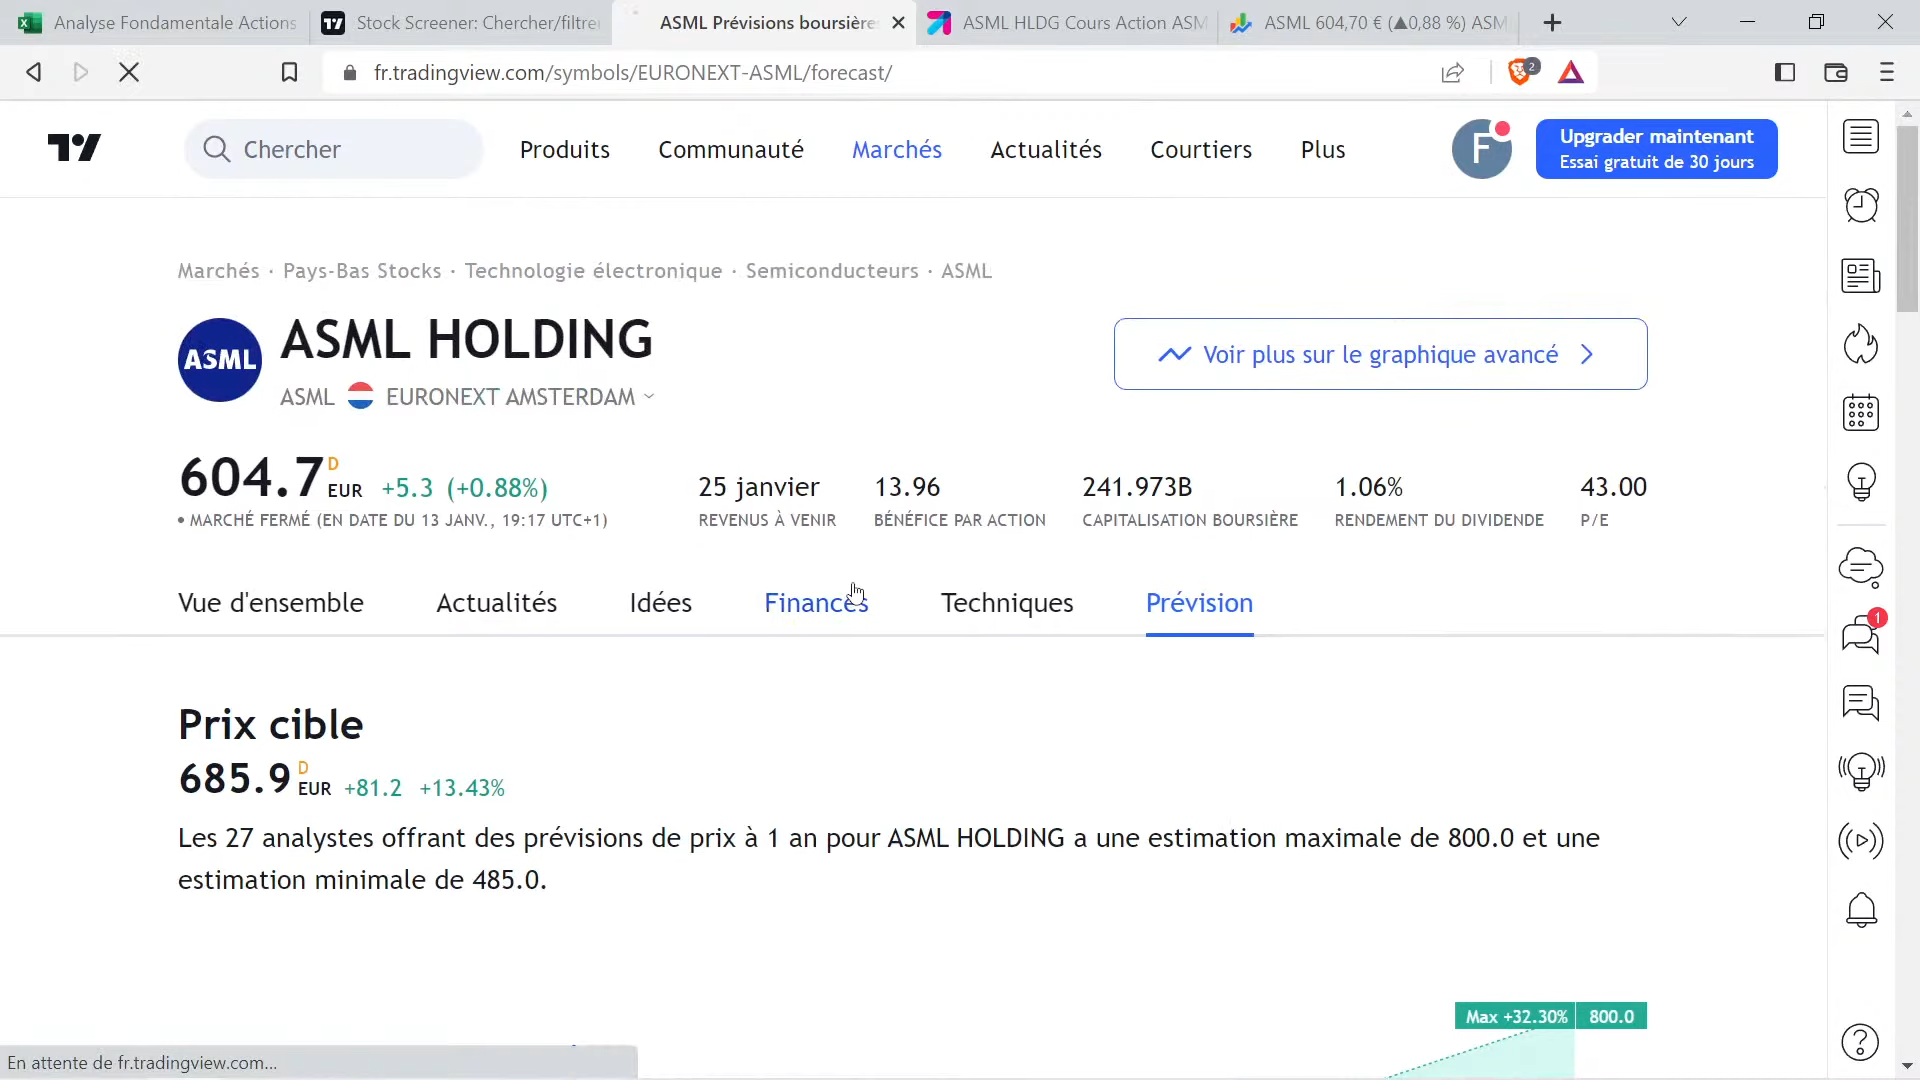 Analyse Fondamentale Actions
Stock Screener: Chercher/filtrer
ASML Prévisions boursière
ASML HLDG Cours Action ASM
ASML 604,70 € (▲0,88 %) ASM
fr.tradingview.com/symbols/EURONEXT-ASML/forecast/
2
Chercher
Produits
Communauté
Marchés
Actualités
Courtiers
Plus
F
Upgrader maintenant
Essai gratuit de 30 jours
Marchés · Pays-Bas Stocks · Technologie électronique · Semiconducteurs · ASML
ASML
ASML HOLDING
ASML EURONEXT AMSTERDAM
Voir plus sur le graphique avancé
604.7 D EUR +5.3 (+0.88%)
• MARCHÉ FERMÉ (EN DATE DU 13 JANV., 19:17 UTC+1)
25 janvier
REVENUS À VENIR
13.96
BÉNÉFICE PAR ACTION
241.973B
CAPITALISATION BOURSIÈRE
1.06%
RENDEMENT DU DIVIDENDE
43.00
P/E
Vue d'ensemble
Actualités
Idées
Finances
Techniques
Prévision
1
Prix cible
685.9 D EUR +81.2 +13.43%
Les 27 analystes offrant des prévisions de prix à 1 an pour ASML HOLDING a une estimation maximale de 800.0 et une
estimation minimale de 485.0.
Max +32.30% 800.0
En attente de fr.tradingview.com...